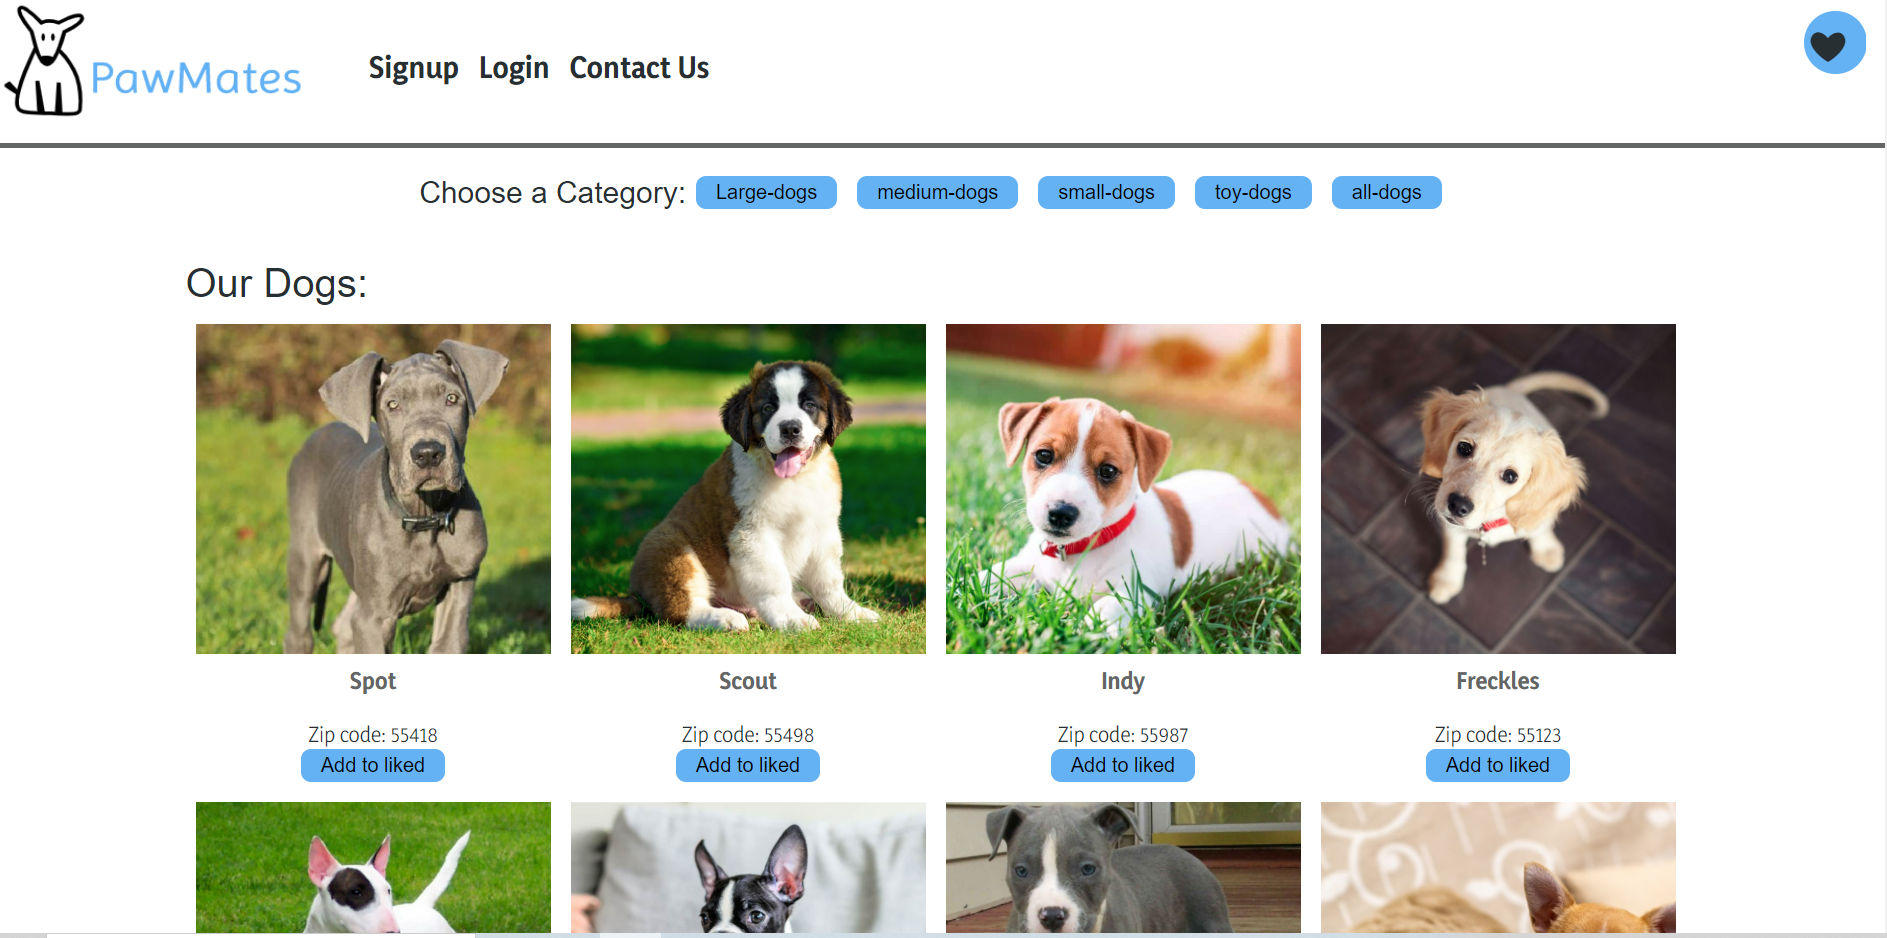 PawMates
Signup Login Contact Us
Choose a Category: Large-dogs medium-dogs small-dogs toy-dogs all-dogs
Our Dogs:
Spot Scout Indy Freckles
Zip code: 55418 Zip code: 55498 Zip code: 55987 Zip code: 55123
Add to liked Add to liked Add to liked Add to liked